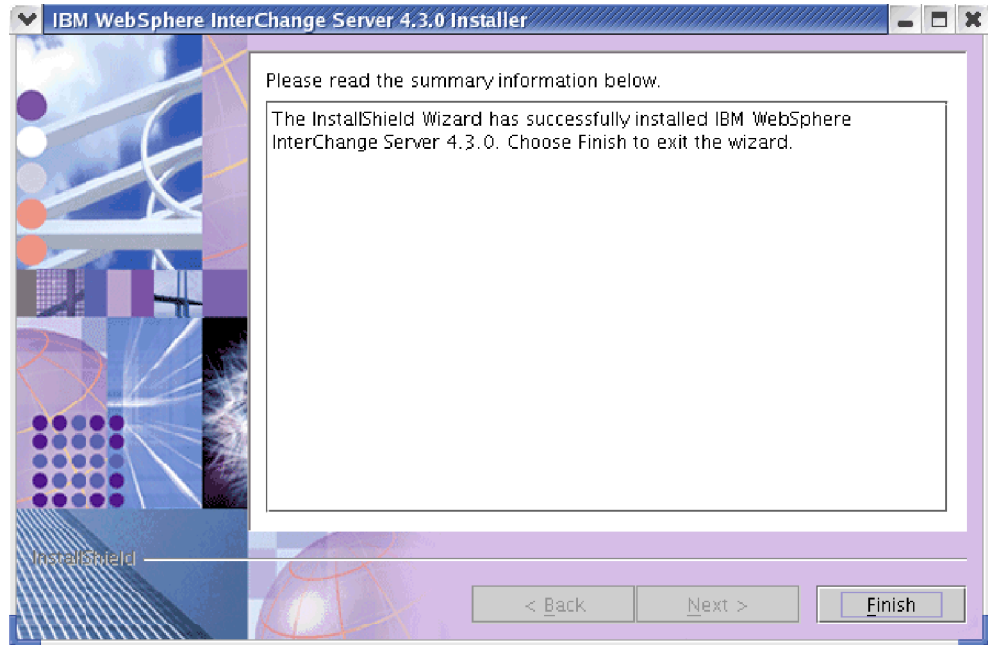 IBM WebSphere InterChange Server 4.3.0 Installer
Please read the summary information below.
The InstallShield Wizard has successfully installed IBM WebSphere
InterChange Server 4.3.0. Choose Finish to exit the wizard.
InstallShield
< Back
Next >
Finish